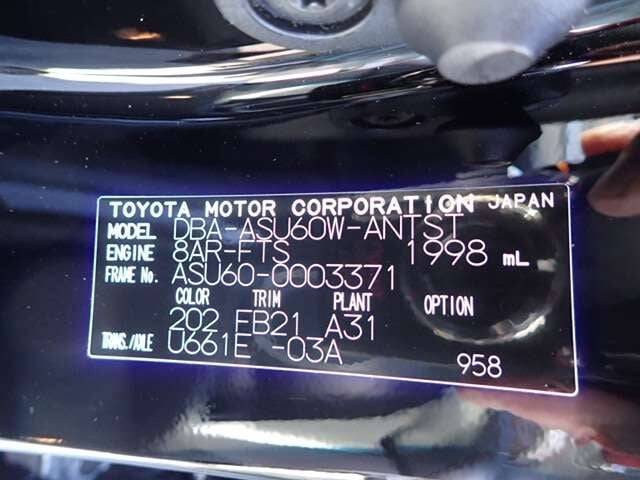 TOYOTA MOTOR CORPORATION JAPAN
MODEL DBA-ASU60W-ANTST
ENGINE 8AR-FTS 1998 mL
FRAME No. ASU60-0003371
COLOR TRIM PLANT OPTION
202 EB21 A31
TRANS./AXLE U661E -03A 958